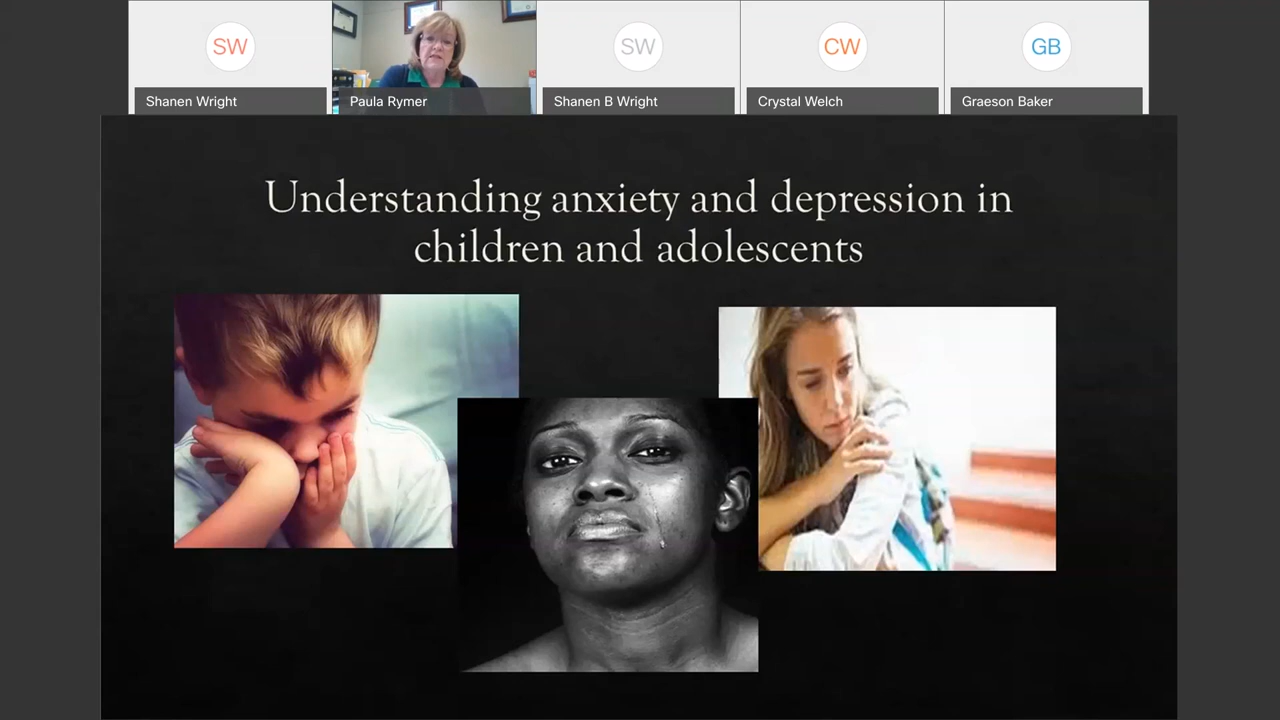 SW
Shanen Wright
Paula Rymer
SW
Shanen B Wright
CW
Crystal Welch
GB
Graeson Baker
Understanding anxiety and depression in
children and adolescents